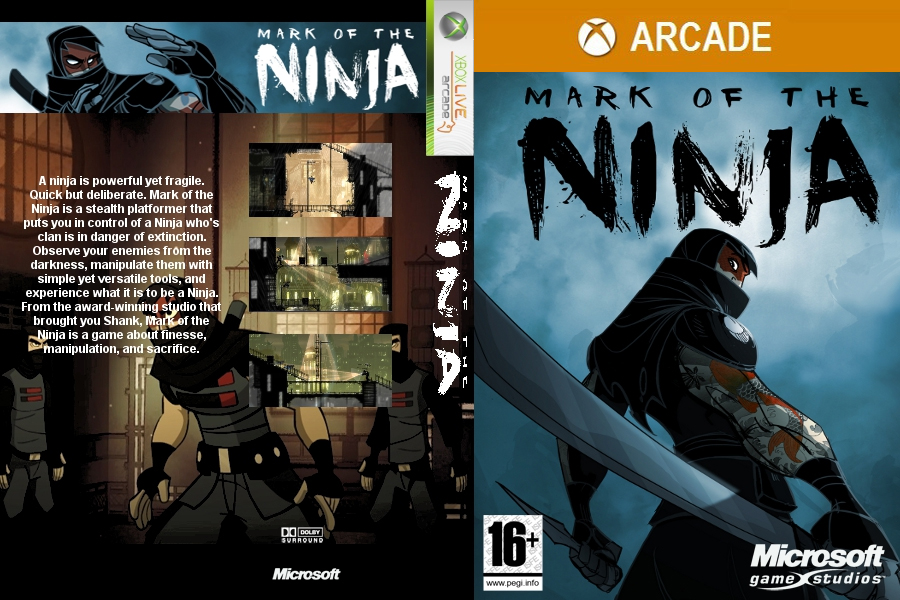 MARK OF THE
NINJA
A ninja is powerful yet fragile.
Quick but deliberate. Mark of the
Ninja is a stealth platformer that
puts you in control of a Ninja who's
clan is in danger of extinction.
Observe your enemies from the
darkness, manipulate them with
simple yet versatile tools, and
experience what it is to be a Ninja.
From the award-winning studio that
brought you Shank, Mark of the
Ninja is a game about finesse,
manipulation, and sacrifice.
DOLBY
SURROUND
Microsoft
XBOX LIVE
arcade
MARK OF THE
NINJA
ARCADE
MARK OF THE
NINJA
16+
www.pegi.info
Microsoft
game studios